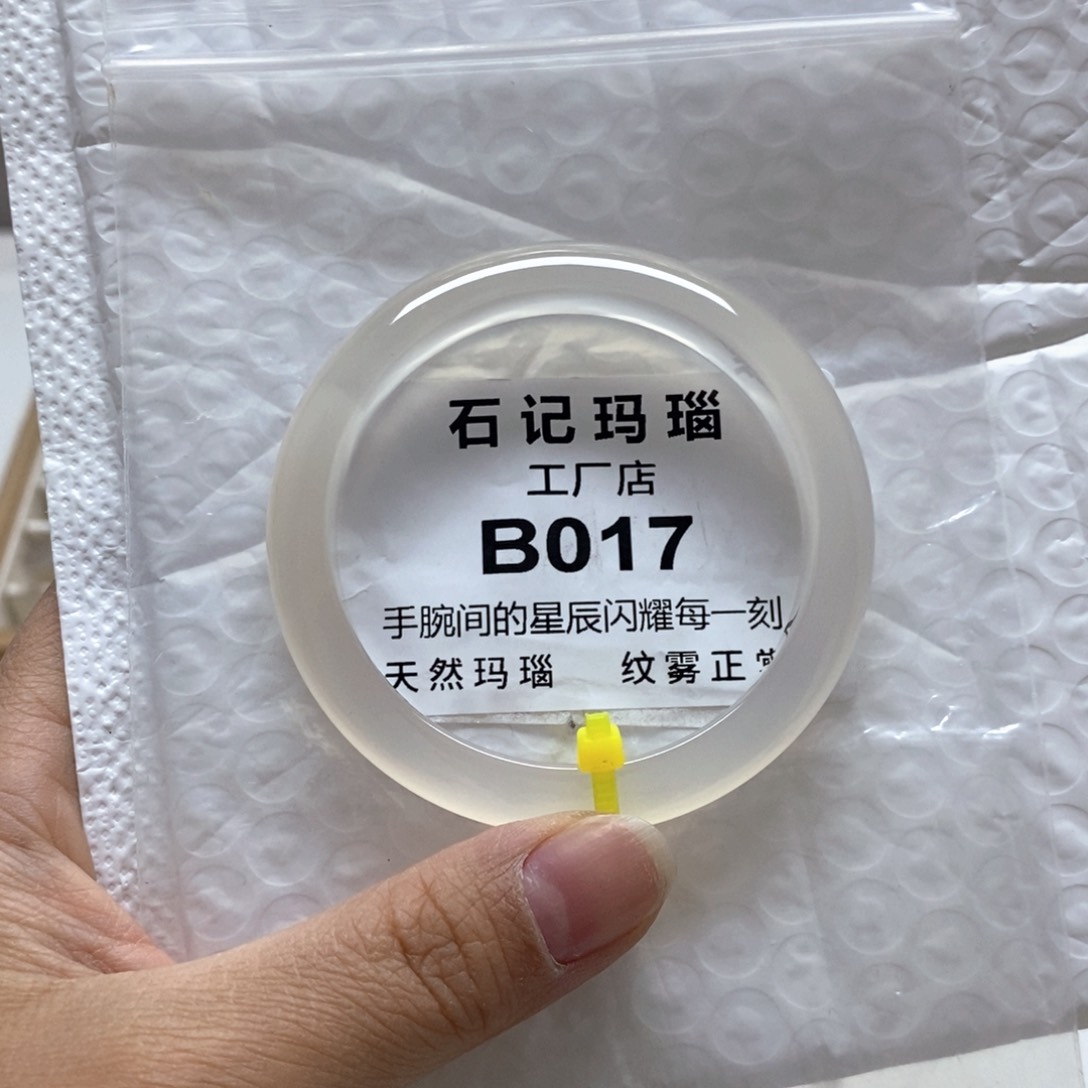 石记玛瑙
工厂店
B017
手腕间的星辰闪耀每一刻
天然玛瑙 纹雾正常